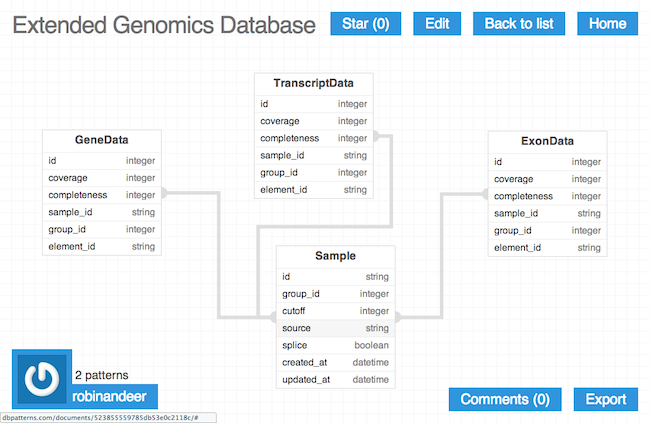 Extended Genomics Database
Star (0)
Edit
Back to list
Home
TranscriptData
id integer
coverage integer
completeness integer
sample_id string
group_id integer
element_id string
GeneData
id integer
coverage integer
completeness integer
sample_id string
group_id integer
element_id string
ExonData
id integer
coverage integer
completeness integer
sample_id string
group_id integer
element_id string
Sample
id string
group_id integer
cutoff integer
source string
splice boolean
created_at datetime
updated_at datetime
2 patterns
robinandeer
Comments (0)
Export
dbpatterns.com/documents/523855559785db53e0c2118c/#